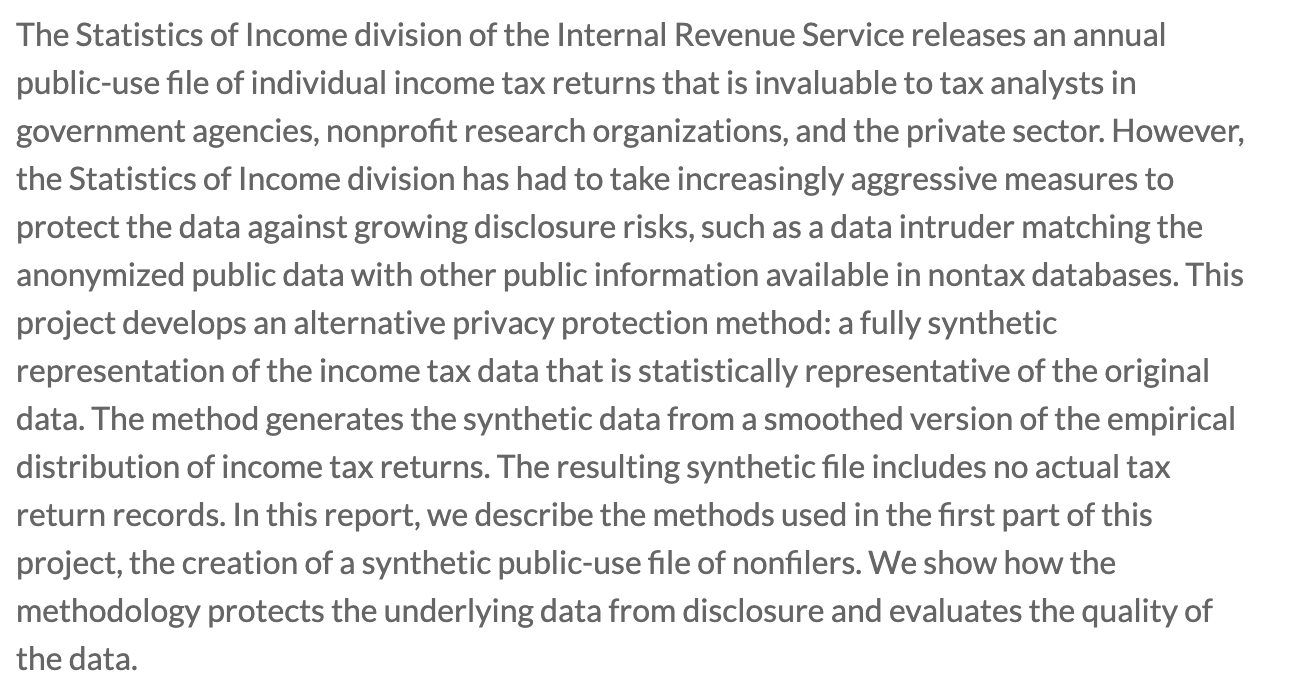 The Statistics of Income division of the Internal Revenue Service releases an annual
public-use file of individual income tax returns that is invaluable to tax analysts in
government agencies, nonprofit research organizations, and the private sector. However,
the Statistics of Income division has had to take increasingly aggressive measures to
protect the data against growing disclosure risks, such as a data intruder matching the
anonymized public data with other public information available in nontax databases. This
project develops an alternative privacy protection method: a fully synthetic
representation of the income tax data that is statistically representative of the original
data. The method generates the synthetic data from a smoothed version of the empirical
distribution of income tax returns. The resulting synthetic file includes no actual tax
return records. In this report, we describe the methods used in the first part of this
project, the creation of a synthetic public-use file of nonfilers. We show how the
methodology protects the underlying data from disclosure and evaluates the quality of
the data.